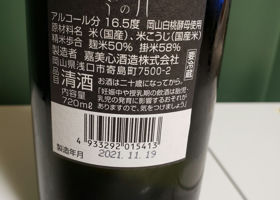 アルコール分 16.5度 岡山白桃酵母使用
原材料名 米(国産)、米こうじ(国産米)
精米歩合 麹米50% 掛米58%
製造者 嘉美心酒造株式会社
岡山県浅口市寄島町7500-2
要冷蔵
品目 清酒
内容量 720ml
お酒は二十歳になってから。
「妊娠中や授乳期の飲酒は胎児・
乳児の発育に影響するおそれが
ありますので、気をつけましょう」
4 933292 015413
製造年月 2021.11.19